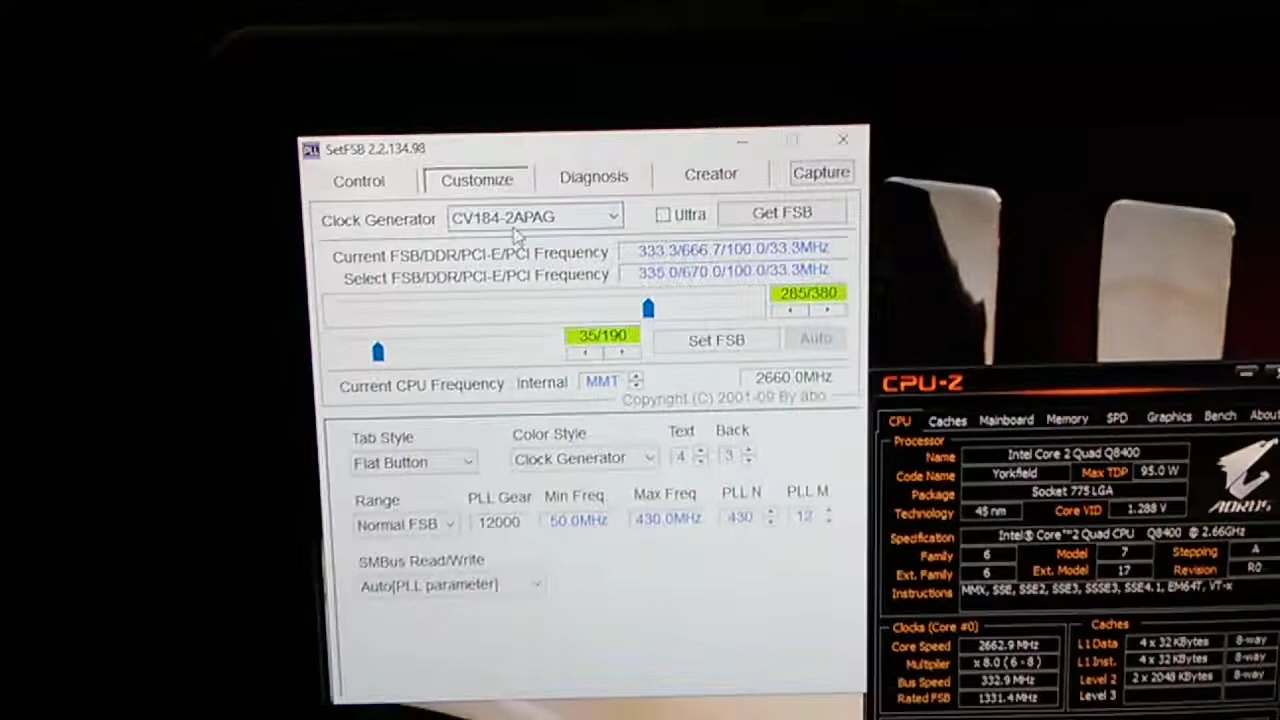 SetFSB 2.2.134.98
Control Customize Diagnosis Creator Capture
Clock Generator CV184-2APAG Ultra Get FSB
Current FSB/DDR/PCI-E/PCI Frequency 333.3/666.7/100.0/33.3MHz
Select FSB/DDR/PCI-E/PCI Frequency 335.0/670.0/100.0/33.3MHz
285/380
35/190 Set FSB Auto
Current CPU Frequency Internal MMT 2660.0MHz
Copyright (C) 2001-09 By abo
Tab Style Color Style Text Back
Flat Button Clock Generator 4 3
Range PLL Gear Min Freq Max Freq PLL N PLL M
Normal FSB 12000 50.0MHz 430.0MHz 430 12
SMBus Read/Write
Auto[PLL parameter]
CPU-Z
CPU Caches Mainboard Memory SPD Graphics Bench About
Processor
Name Intel Core 2 Quad Q8400
Code Name Yorkfield Max TDP 95.0 W
Package Socket 775 LGA
Technology 45 nm Core VID 1.288 V
AORUS
Specification Intel® Core™2 Quad CPU Q8400 @ 2.66GHz
Family 6 Model 7 Stepping A
Ext. Family 6 Ext. Model 17 Revision R0
Instructions MMX, SSE, SSE2, SSE3, SSSE3, SSE4.1, EM64T, VT-x
Clocks (Core #0)
Core Speed 2662.9 MHz
Multiplier x 8.0 ( 6 - 8 )
Bus Speed 332.9 MHz
Rated FSB 1331.4 MHz
Caches
L1 Data 4 x 32 KBytes 8-way
L1 Inst. 4 x 32 KBytes 8-way
Level 2 2 x 2048 KBytes 8-way
Level 3